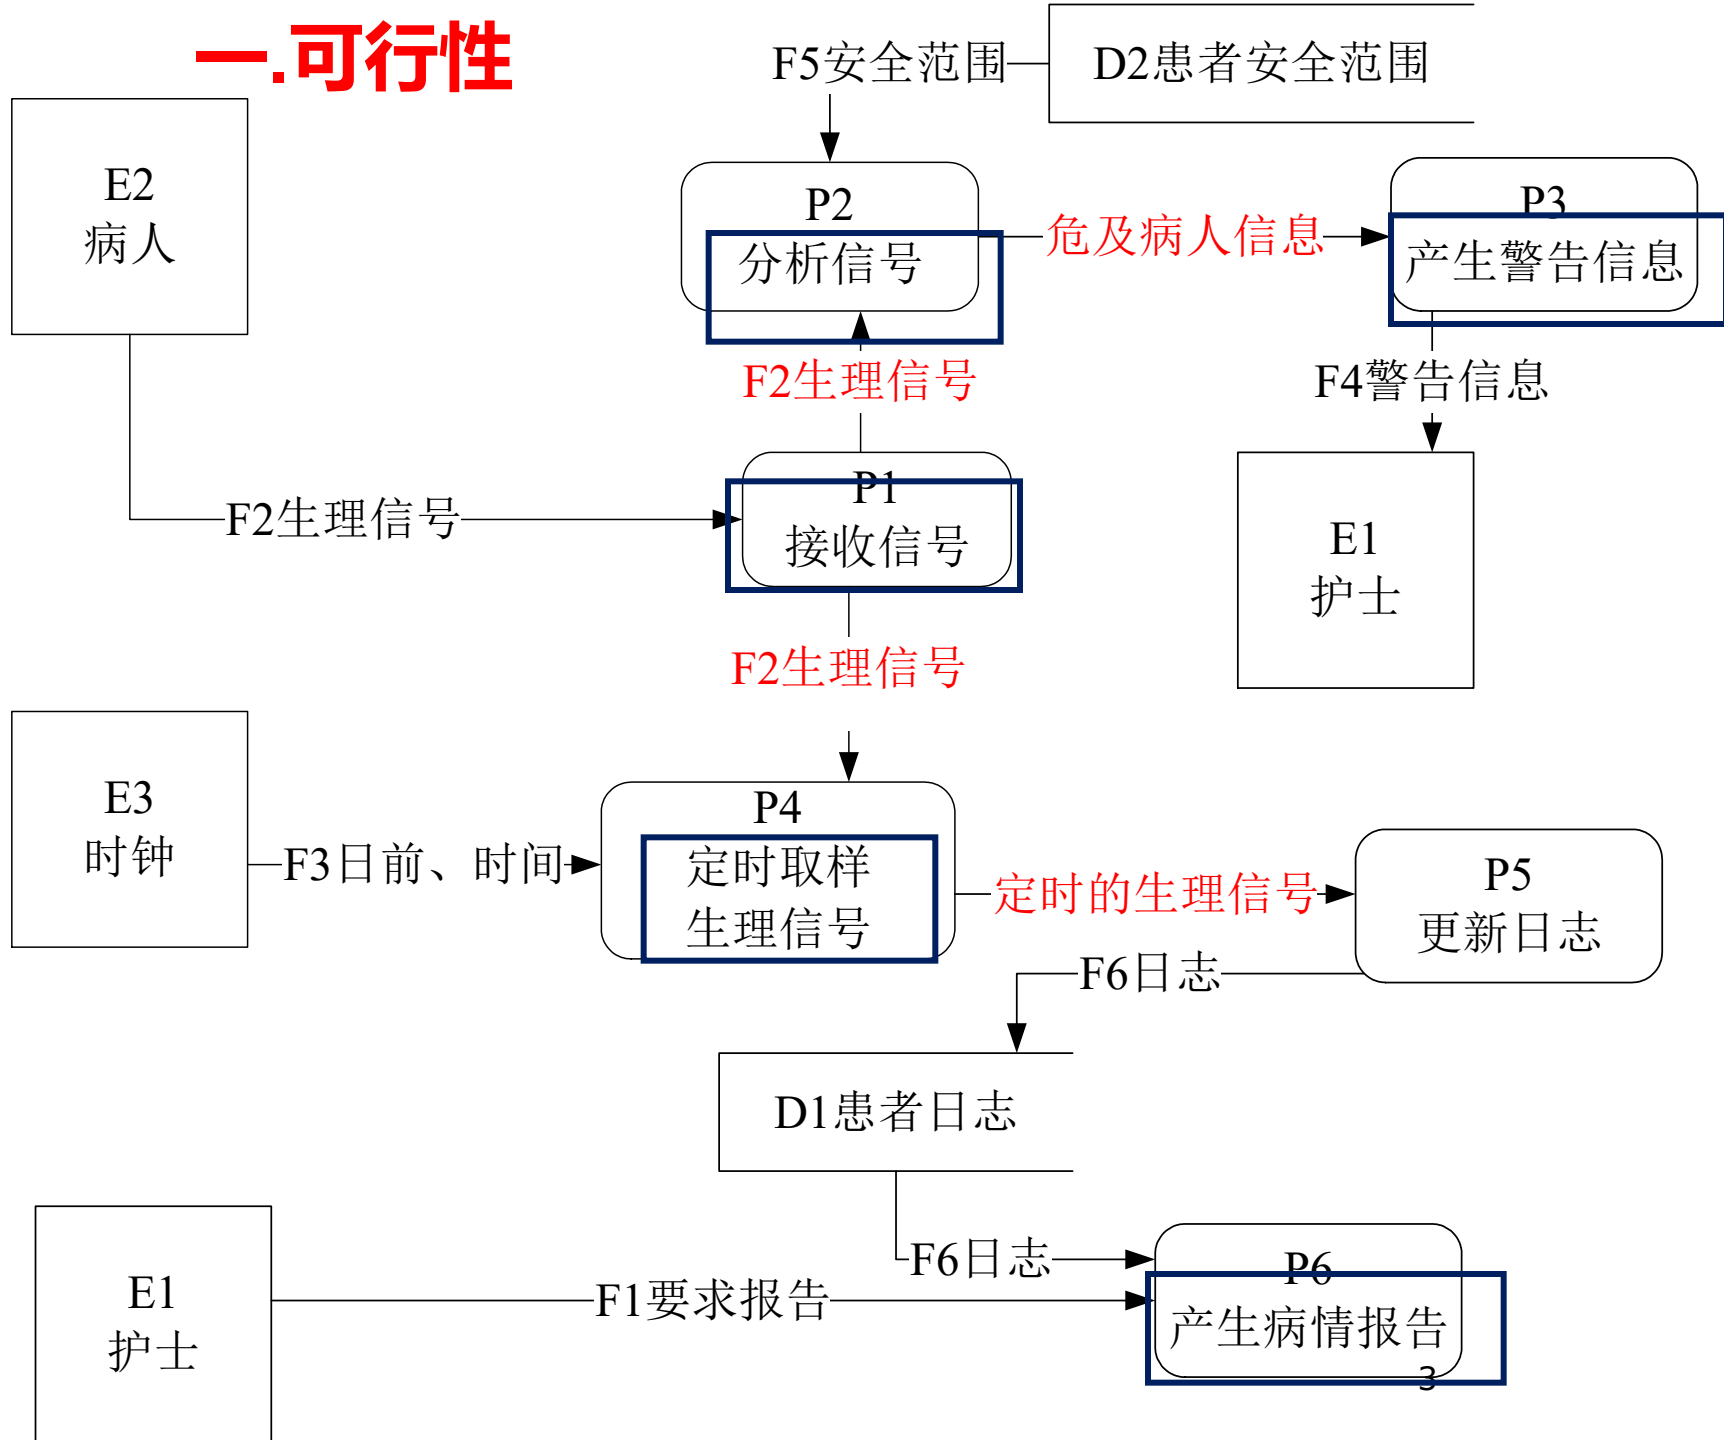 一.可行性
F5安全范围
D2患者安全范围
E2
病人
P2
分析信号
危及病人信息
P3
产生警告信息
F2生理信号
F4警告信息
F2生理信号
P1
接收信号
E1
护士
F2生理信号
E3
时钟
F3日前、时间
P4
定时取样
生理信号
定时的生理信号
P5
更新日志
F6日志
D1患者日志
F6日志
E1
护士
F1要求报告
P6
产生病情报告
3